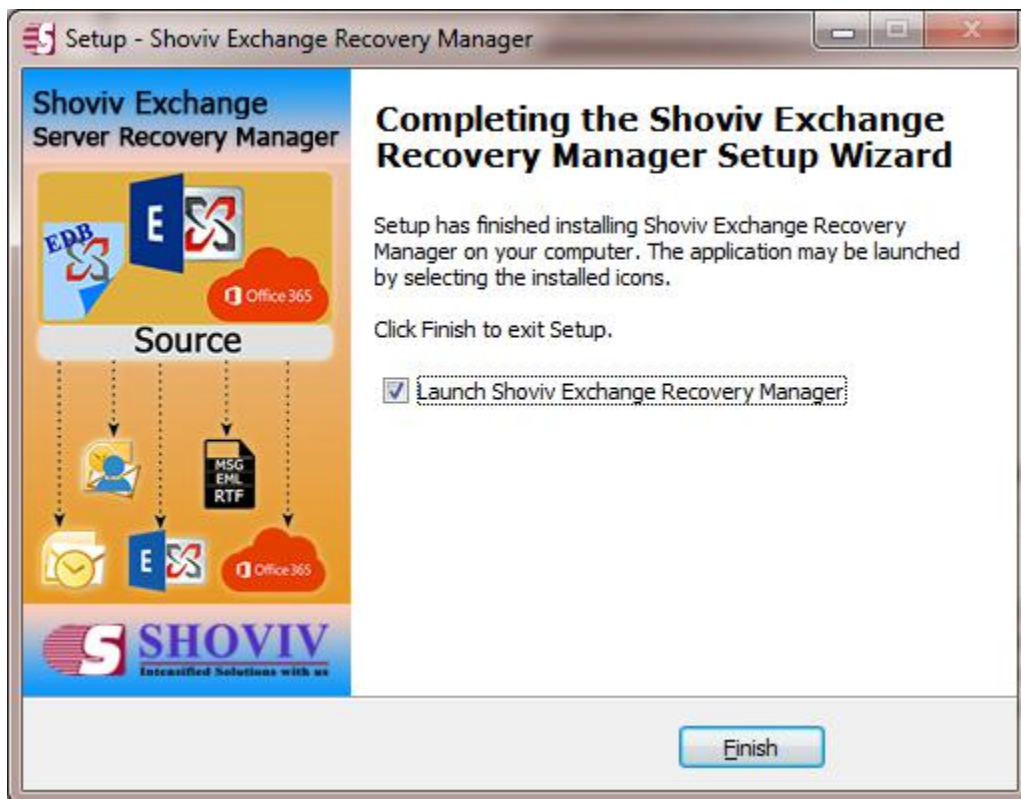 Setup - Shoviv Exchange Recovery Manager
Shoviv Exchange
Server Recovery Manager
EDB
E
Office 365
Source
MSG
EML
RTF
E
Office 365
S SHOVIV
Intensified Solutions with us
Completing the Shoviv Exchange
Recovery Manager Setup Wizard
Setup has finished installing Shoviv Exchange Recovery
Manager on your computer. The application may be launched
by selecting the installed icons.
Click Finish to exit Setup.
Launch Shoviv Exchange Recovery Manager
Finish